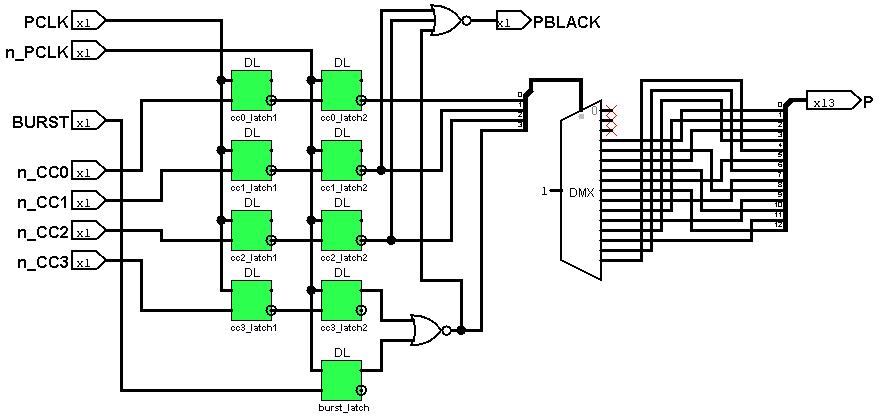 PCLK x1
n_PCLK x1
x1 PBLACK
DL DL
cc0_latch1 cc0_latch2
BURST x1
DL DL
cc1_latch1 cc1_latch2
n_CC0 x1
n_CC1 x1
n_CC2 x1
n_CC3 x1
DL DL
cc2_latch1 cc2_latch2
DL DL
cc3_latch1 cc3_latch2
DL
burst_latch
0
1
2
3
0
1 DMX
0
1
2
3
4
5
6
7
8
9
10
11
12
x13 P